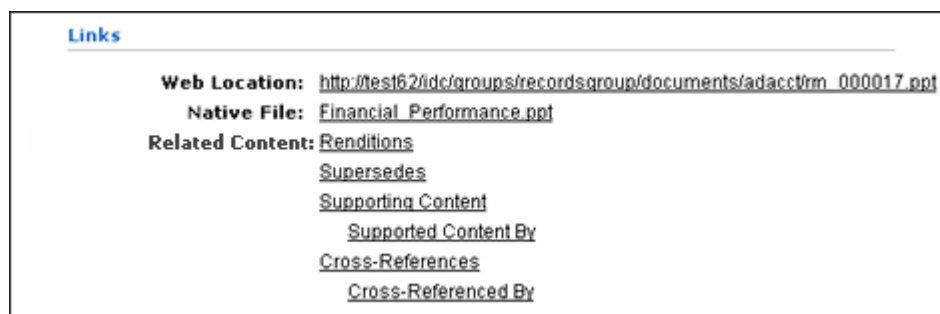 Links
Web Location: http://test62/idc/groups/recordsgroup/documents/adacct/rm_000017.ppt
Native File: Financial_Performance.ppt
Related Content: Renditions
Supersedes
Supporting Content
Supported Content By
Cross-References
Cross-Referenced By